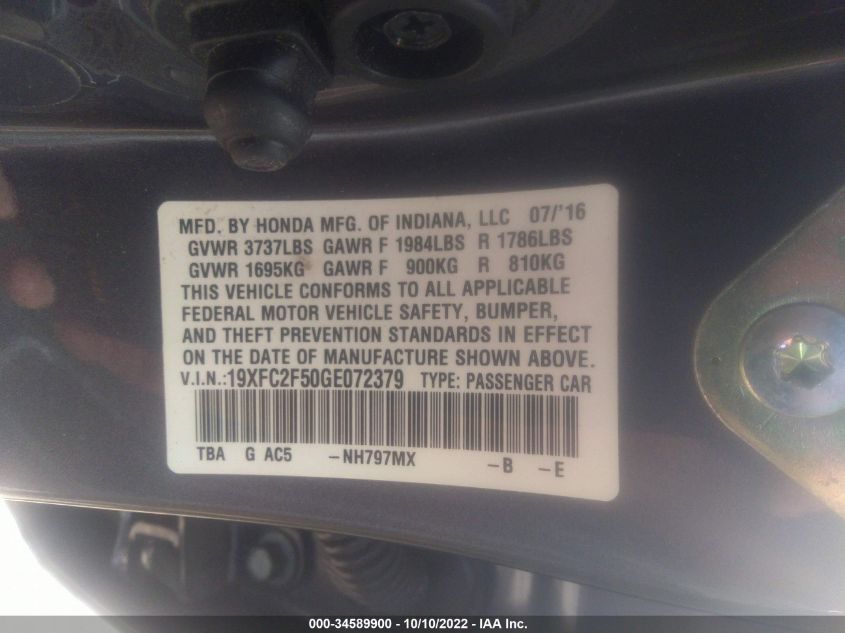 MFD. BY HONDA MFG. OF INDIANA, LLC 07/'16
GVWR 3737LBS GAWR F 1984LBS R 1786LBS
GVWR 1695KG GAWR F 900KG R 810KG
THIS VEHICLE CONFORMS TO ALL APPLICABLE
FEDERAL MOTOR VEHICLE SAFETY, BUMPER,
AND THEFT PREVENTION STANDARDS IN EFFECT
ON THE DATE OF MANUFACTURE SHOWN ABOVE.
V.I.N.:19XFC2F50GE072379 TYPE: PASSENGER CAR
TBA G AC5 -NH797MX -B -E
000-34589900 - 10/10/2022 - IAA Inc.